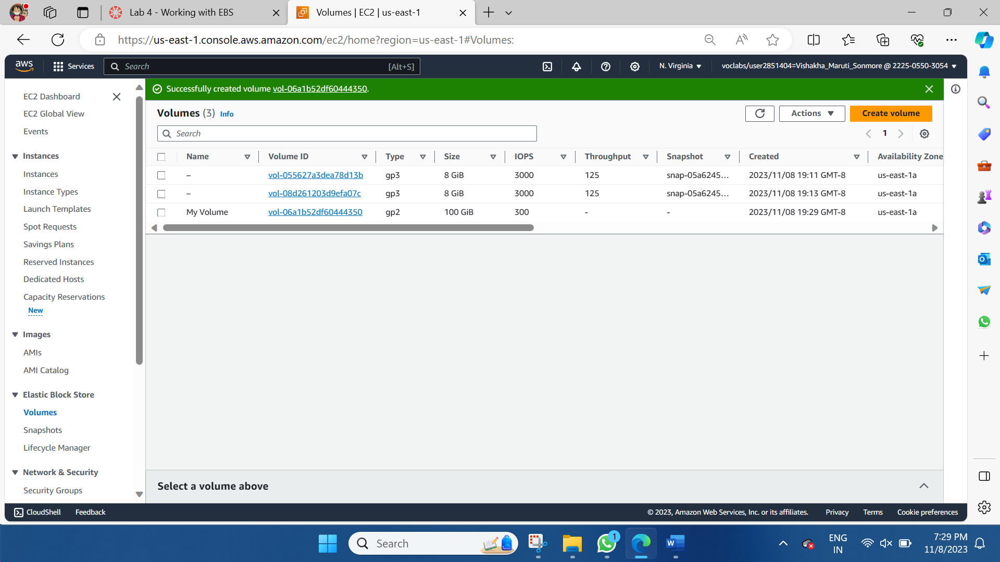 Lab 4 - Working with EBS
Volumes | EC2 | us-east-1
https://us-east-1.console.aws.amazon.com/ec2/home?region=us-east-1#Volumes:
aws
Services
Search
[Alt+S]
N. Virginia
voclabs/user2851404=Vishakha_Maruti_Sonmore @ 2225-0550-3054
EC2 Dashboard
EC2 Global View
Events
Instances
Instances
Instance Types
Launch Templates
Spot Requests
Savings Plans
Reserved Instances
Dedicated Hosts
Capacity Reservations
New
Images
AMIs
AMI Catalog
Elastic Block Store
Volumes
Snapshots
Lifecycle Manager
Network & Security
Security Groups
Successfully created volume vol-06a1b52df60444350.
Volumes (3) Info
Actions
Create volume
Search
1
Name Volume ID Type Size IOPS Throughput Snapshot Created Availability Zone
– vol-055627a3dea78d13b gp3 8 GiB 3000 125 snap-05a6245... 2023/11/08 19:11 GMT-8 us-east-1a
– vol-08d261203d9efa07c gp3 8 GiB 3000 125 snap-05a6245... 2023/11/08 19:13 GMT-8 us-east-1a
My Volume vol-06a1b52df60444350 gp2 100 GiB 300 - - 2023/11/08 19:29 GMT-8 us-east-1a
Select a volume above
CloudShell Feedback
© 2023, Amazon Web Services, Inc. or its affiliates. Privacy Terms Cookie preferences
Search
1
ENG
IN
7:29 PM
11/8/2023